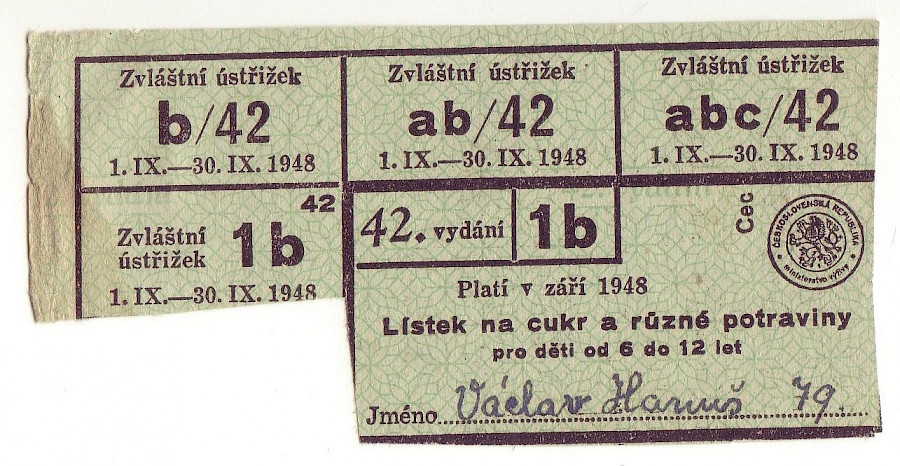 Zvláštní ústřižek
b/42
1. IX.—30. IX. 1948
Zvláštní ústřižek
ab/42
1. IX.—30. IX. 1948
Zvláštní ústřižek
abc/42
1. IX.—30. IX. 1948
42
Zvláštní ústřižek
1b
1. IX.—30. IX. 1948
42. vydání
1b
Cec
ČESKOSLOVENSKÁ REPUBLIKA
ministerstvo výživy
Platí v září 1948
Lístek na cukr a různé potraviny
pro děti od 6 do 12 let
Jméno Václav Hanuš 79.